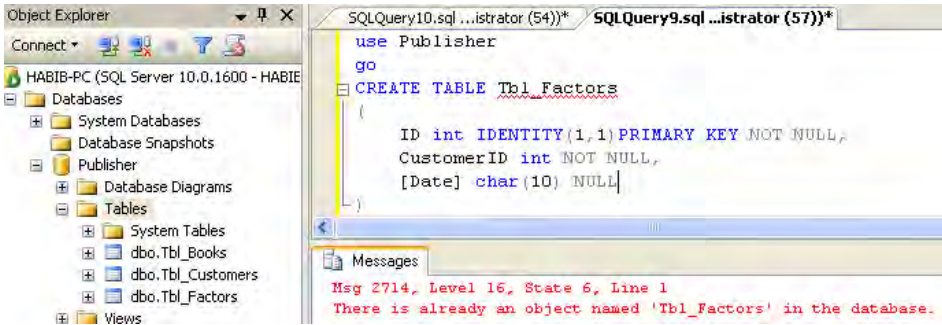 Object Explorer
Connect
HABIB-PC (SQL Server 10.0.1600 - HABIE
Databases
System Databases
Database Snapshots
Publisher
Database Diagrams
Tables
System Tables
dbo.Tbl_Books
dbo.Tbl_Customers
dbo.Tbl_Factors
Views
SQLQuery10.sql ...istrator (54))*
SQLQuery9.sql ...istrator (57))*
use Publisher
go
CREATE TABLE Tbl_Factors
(
ID int IDENTITY(1,1)PRIMARY KEY NOT NULL,
CustomerID int NOT NULL,
[Date] char(10) NULL
)
Messages
Msg 2714, Level 16, State 6, Line 1
There is already an object named 'Tbl_Factors' in the database.